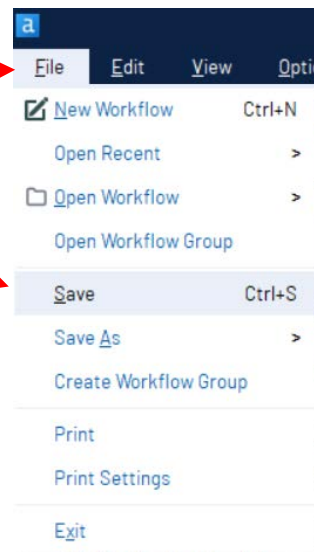 a
File Edit View Opti
New Workflow Ctrl+N
Open Recent >
Open Workflow >
Open Workflow Group
Save Ctrl+S
Save As >
Create Workflow Group
Print
Print Settings
Exit